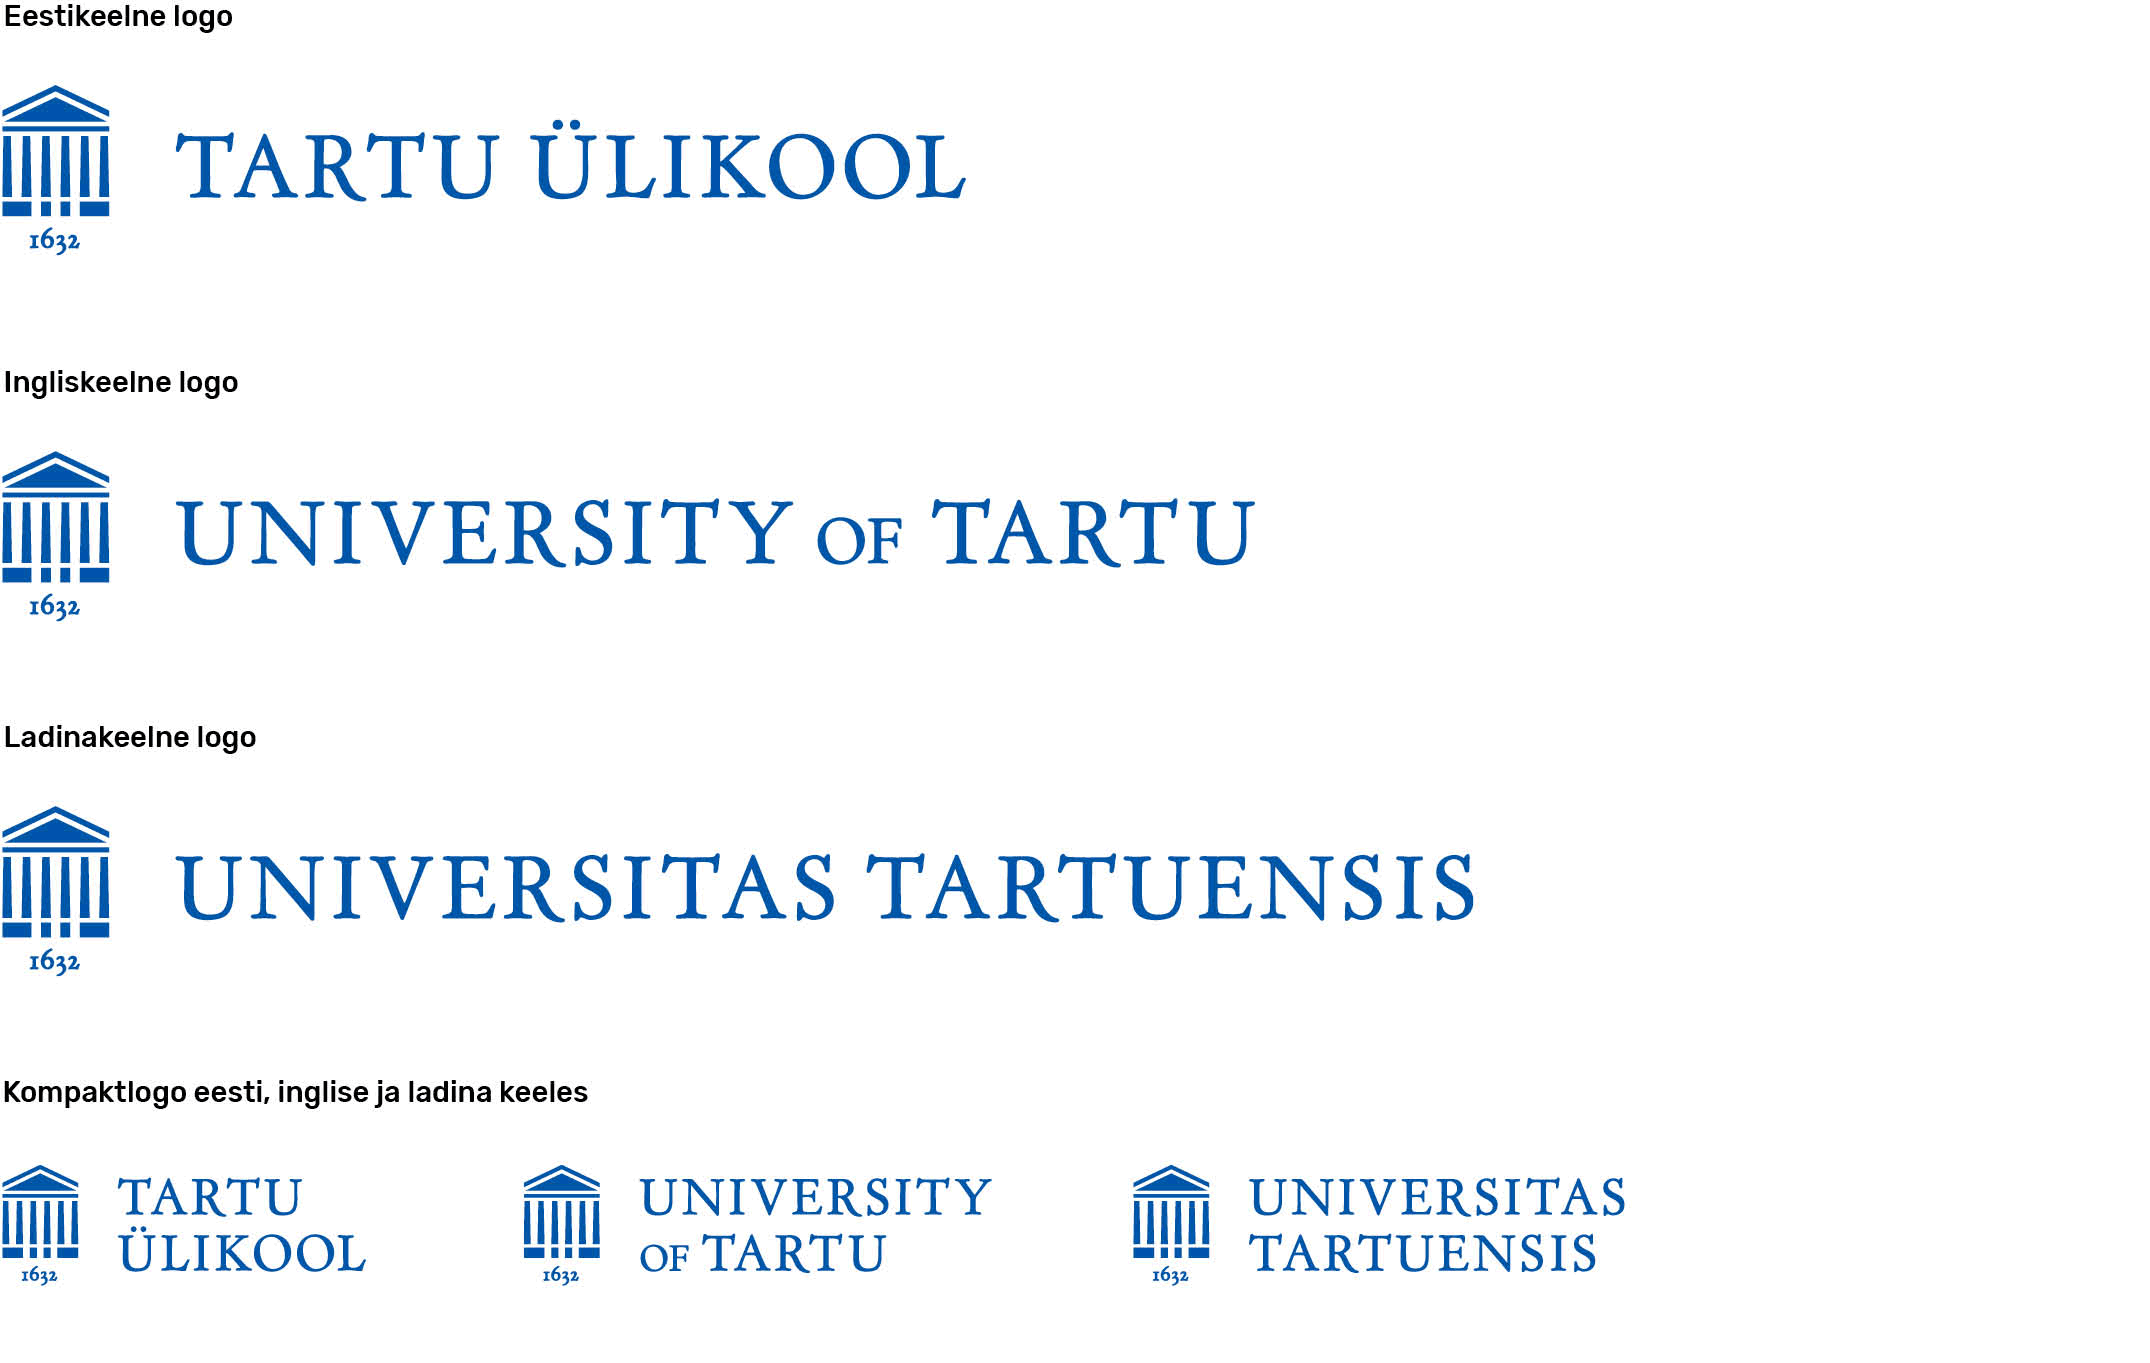 Eestikeelne logo
TARTU ÜLIKOOL
1632
Ingliskeelne logo
UNIVERSITY OF TARTU
1632
Ladinakeelne logo
UNIVERSITAS TARTUENSIS
1632
Kompaktlogo eesti, inglise ja ladina keeles
TARTU
ÜLIKOOL
1632
UNIVERSITY
OF TARTU
1632
UNIVERSITAS
TARTUENSIS
1632